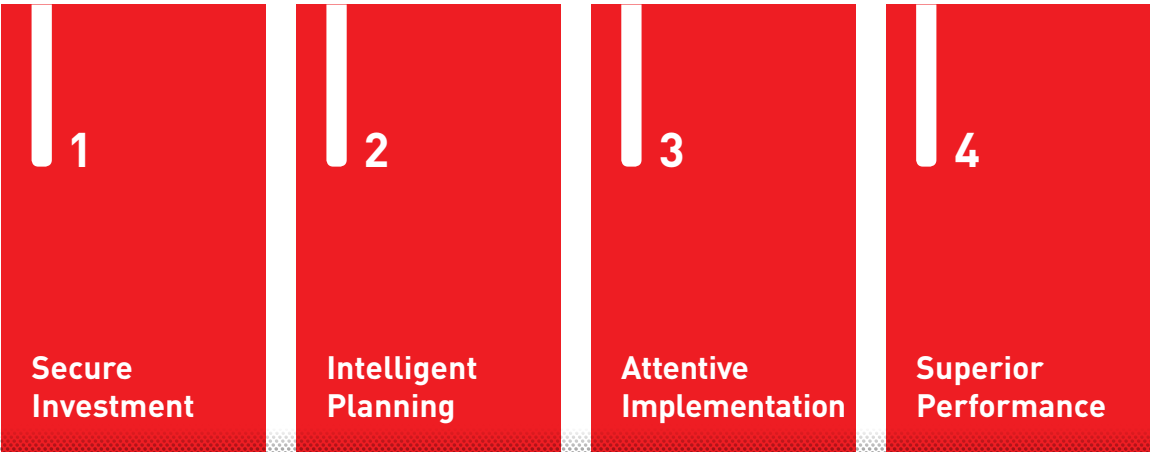 1
Secure
Investment
2
Intelligent
Planning
3
Attentive
Implementation
4
Superior
Performance